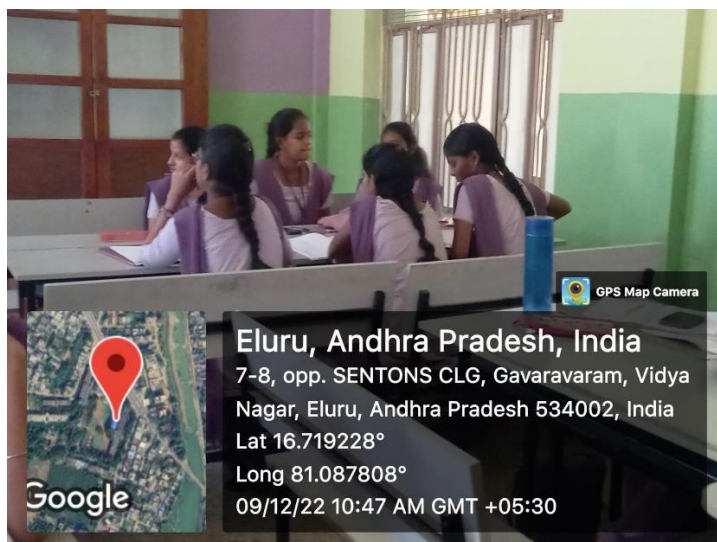 GPS Map Camera
Eluru, Andhra Pradesh, India
7-8, opp. SENTONS CLG, Gavaravaram, Vidya
Nagar, Eluru, Andhra Pradesh 534002, India
Lat 16.719228°
Long 81.087808°
09/12/22 10:47 AM GMT +05:30
Google